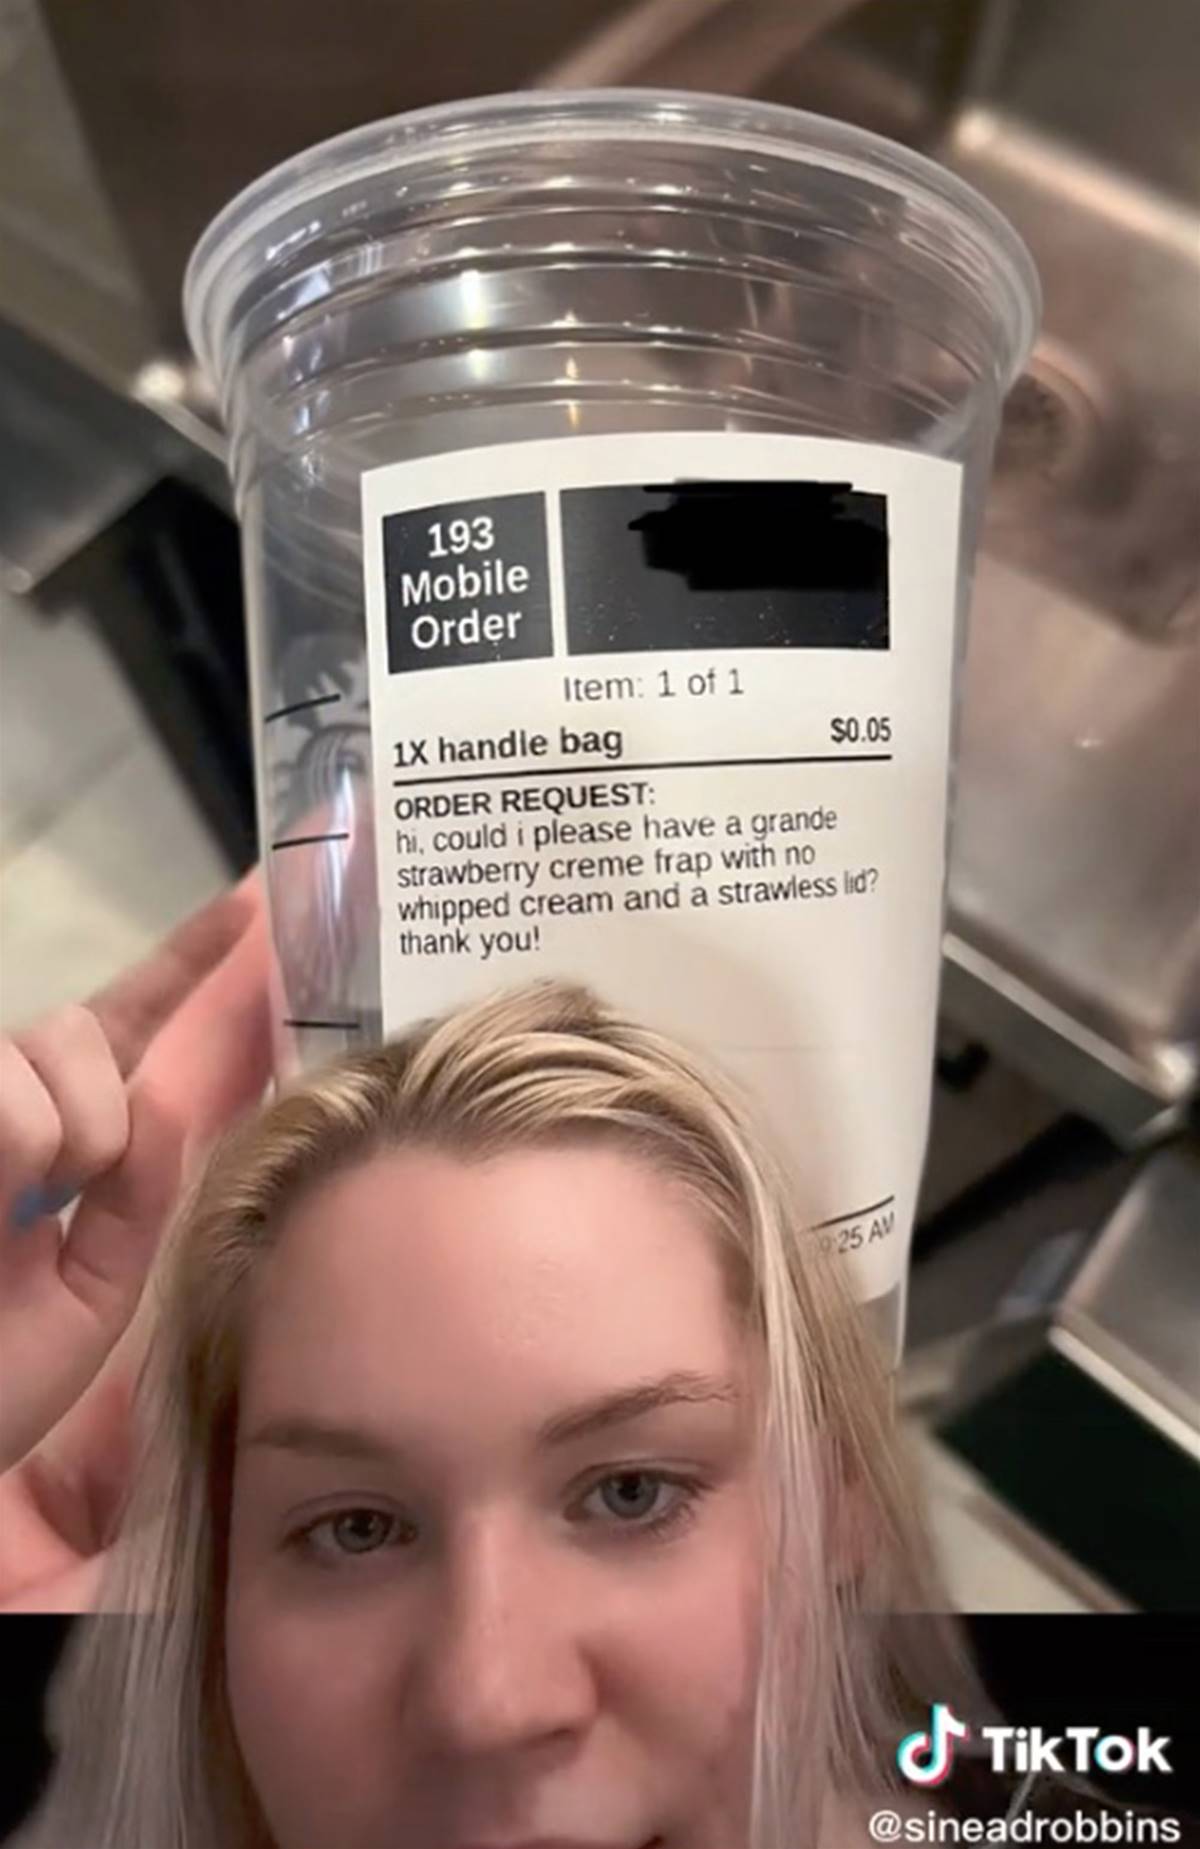 193
Mobile
Order
Item: 1 of 1
1X handle bag $0.05
ORDER REQUEST:
hi, could i please have a grande
strawberry creme frap with no
whipped cream and a strawless lid?
thank you!
:25 AM
TikTok
@sineadrobbins